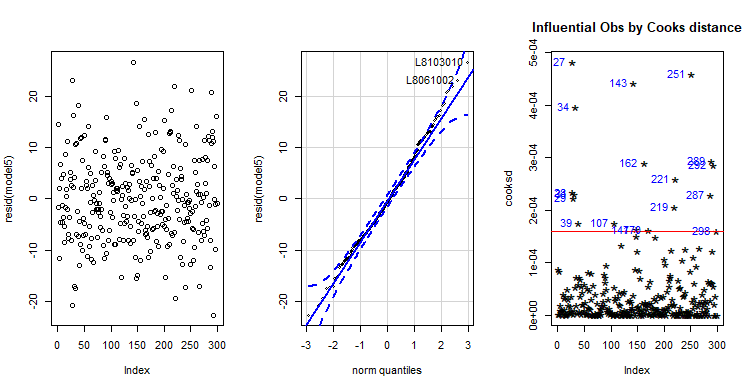 Influential Obs by Cooks distance
resid(model5)
20
10
0
-10
-20
0 50 100 150 200 250 300
Index
resid(model5)
20
10
0
-10
-20
L8103010
L8061002
-3 -2 -1 0 1 2 3
norm quantiles
cooksd
5e-04
4e-04
3e-04
2e-04
1e-04
0e+00
27
251
143
34
162
289
292
221
287
219
39
107
298
0 50 100 150 200 250 300
Index